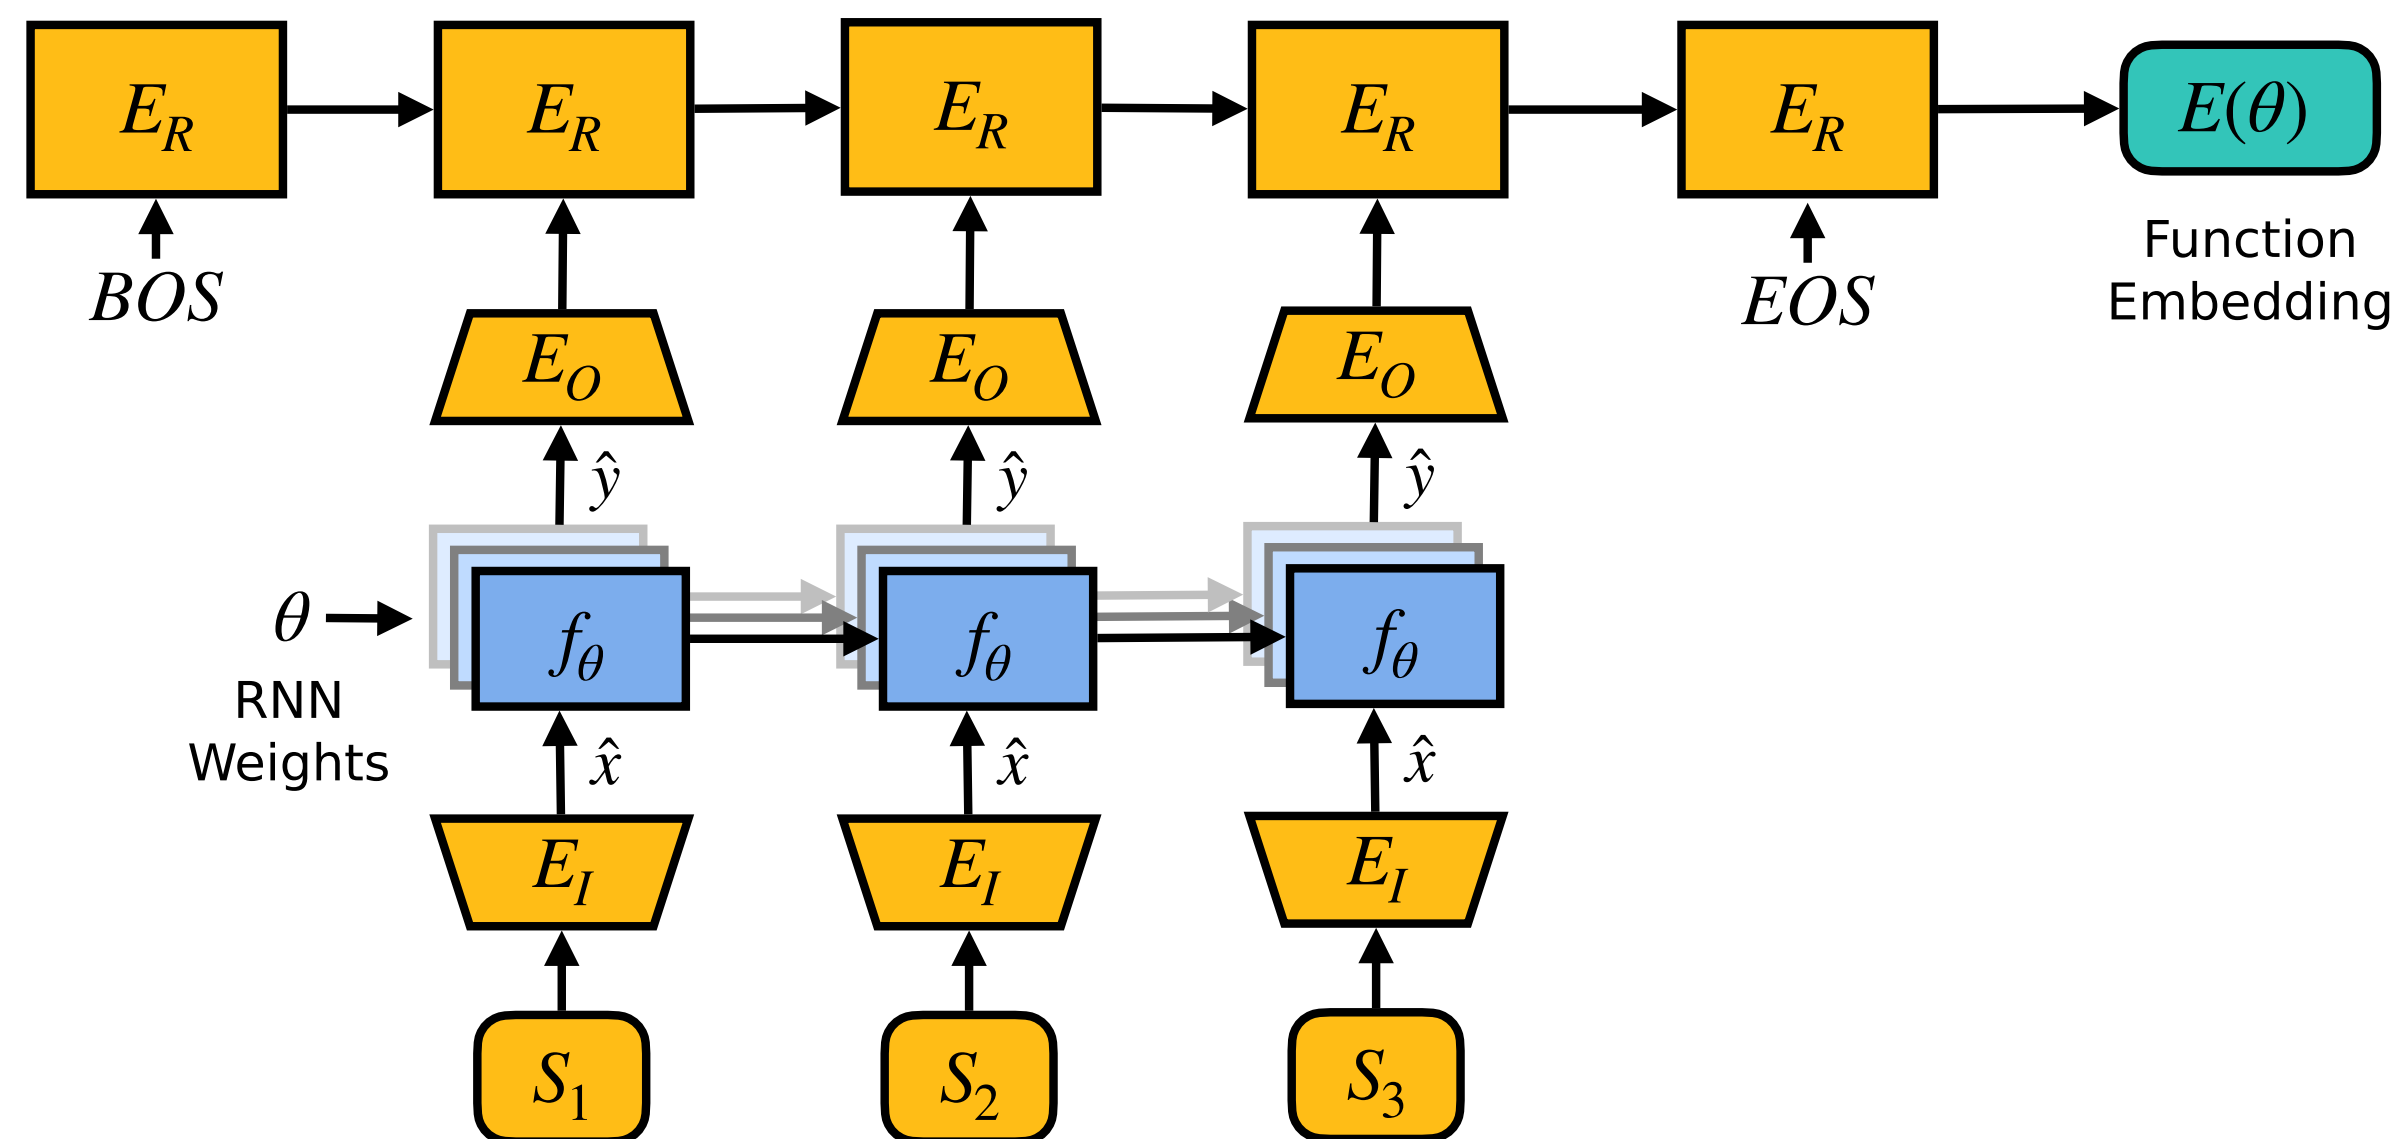 E_R E_R E_R E_R E_R E(θ)
BOS EOS Function
Embedding
E_O E_O E_O
ŷ ŷ ŷ
θ f_θ f_θ f_θ
RNN
Weights
x̂ x̂ x̂
E_I E_I E_I
S_1 S_2 S_3